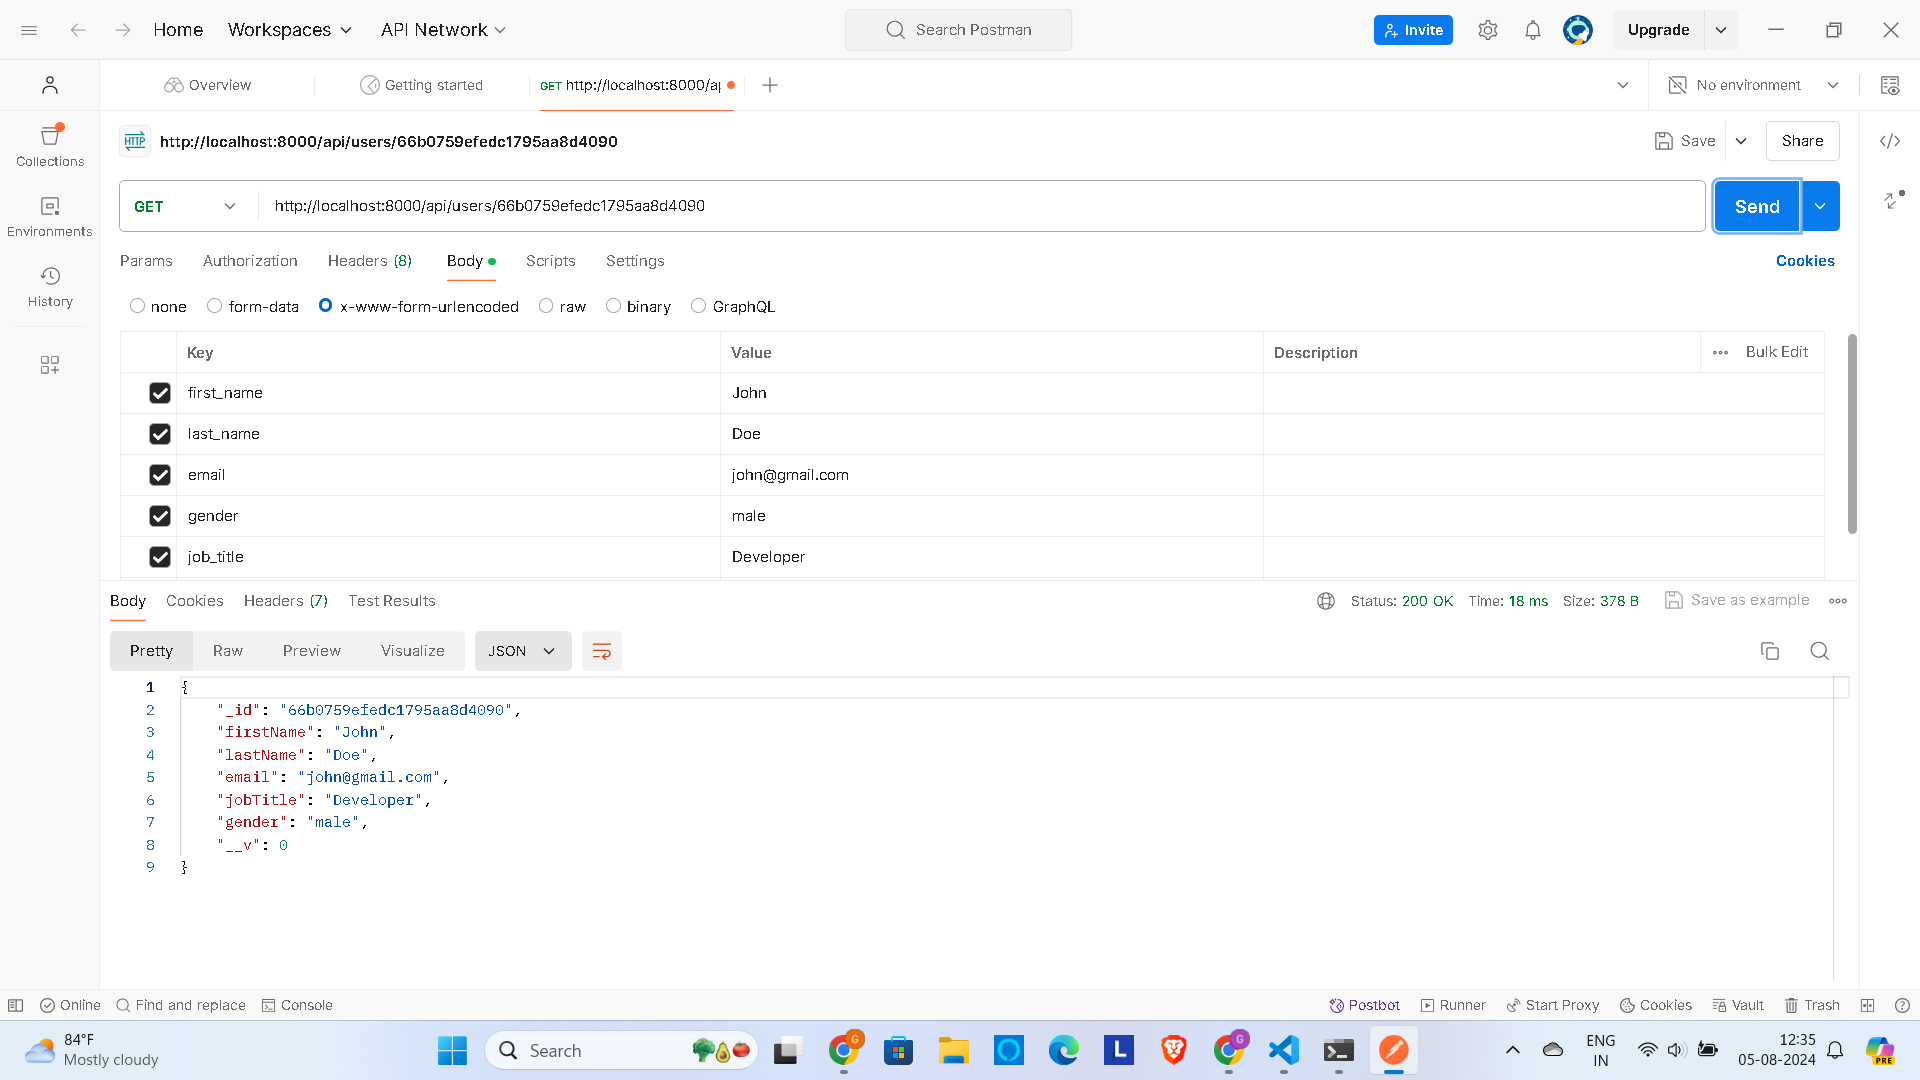 Home Workspaces API Network Search Postman Invite Upgrade
Overview Getting started GET http://localhost:8000/ap No environment
HTTP http://localhost:8000/api/users/66b0759efedc1795aa8d4090 Save Share
Collections
GET http://localhost:8000/api/users/66b0759efedc1795aa8d4090 Send
Environments
Params Authorization Headers (8) Body Scripts Settings Cookies
History
none form-data x-www-form-urlencoded raw binary GraphQL
Key Value Description Bulk Edit
first_name John
last_name Doe
email john@gmail.com
gender male
job_title Developer
Body Cookies Headers (7) Test Results Status: 200 OK Time: 18 ms Size: 378 B Save as example
Pretty Raw Preview Visualize JSON
1 {
2 "_id": "66b0759efedc1795aa8d4090",
3 "firstName": "John",
4 "lastName": "Doe",
5 "email": "john@gmail.com",
6 "jobTitle": "Developer",
7 "gender": "male",
8 "__v": 0
9 }
Online Find and replace Console Postbot Runner Start Proxy Cookies Vault Trash
84°F
Mostly cloudy
Search
L
G
G
ENG
IN
12:35
05-08-2024
PRE